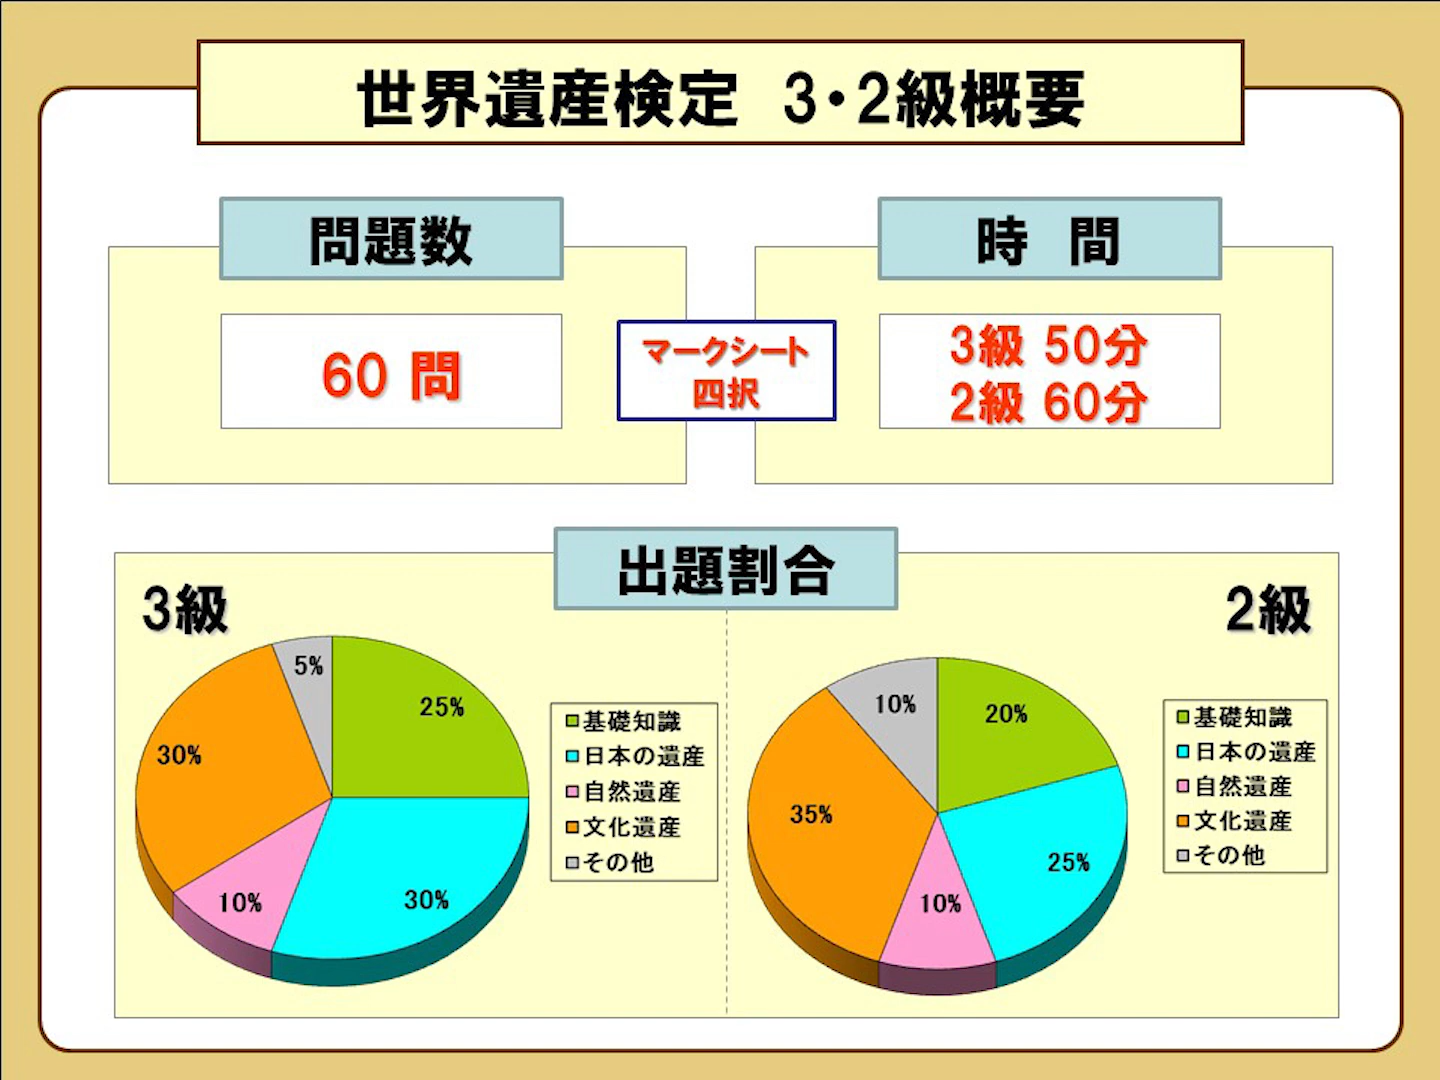 世界遺産検定　3・2級概要
問題数
60 問
マークシート
四択
時　間
3級 50分
2級 60分
出題割合
3級
5%
25%
30%
10%
30%
基礎知識
日本の遺産
自然遺産
文化遺産
その他
2級
10%
20%
35%
25%
10%
基礎知識
日本の遺産
自然遺産
文化遺産
その他